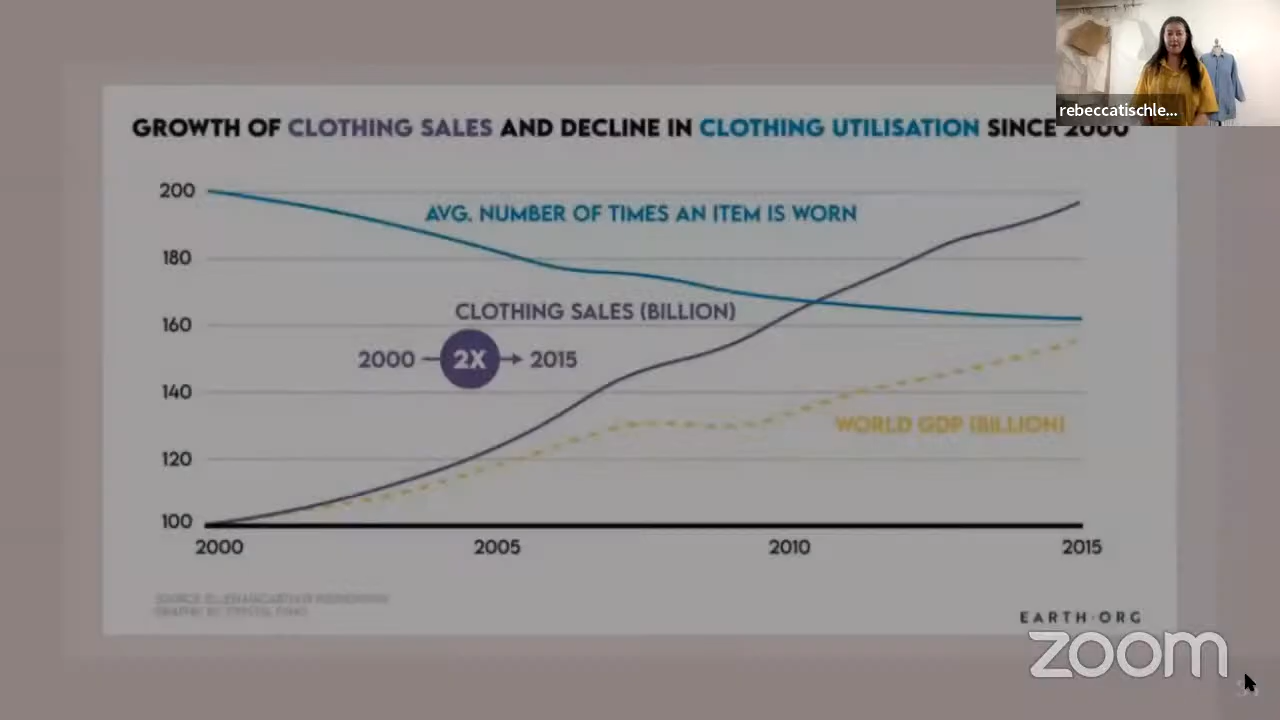 rebeccatischle...
GROWTH OF CLOTHING SALES AND DECLINE IN CLOTHING UTILISATION SINCE 2000
200
AVG. NUMBER OF TIMES AN ITEM IS WORN
180
CLOTHING SALES (BILLION)
160
2000 2X 2015
140
WORLD GDP (BILLION)
120
100
2000 2005 2010 2015
EARTH.ORG
zoom